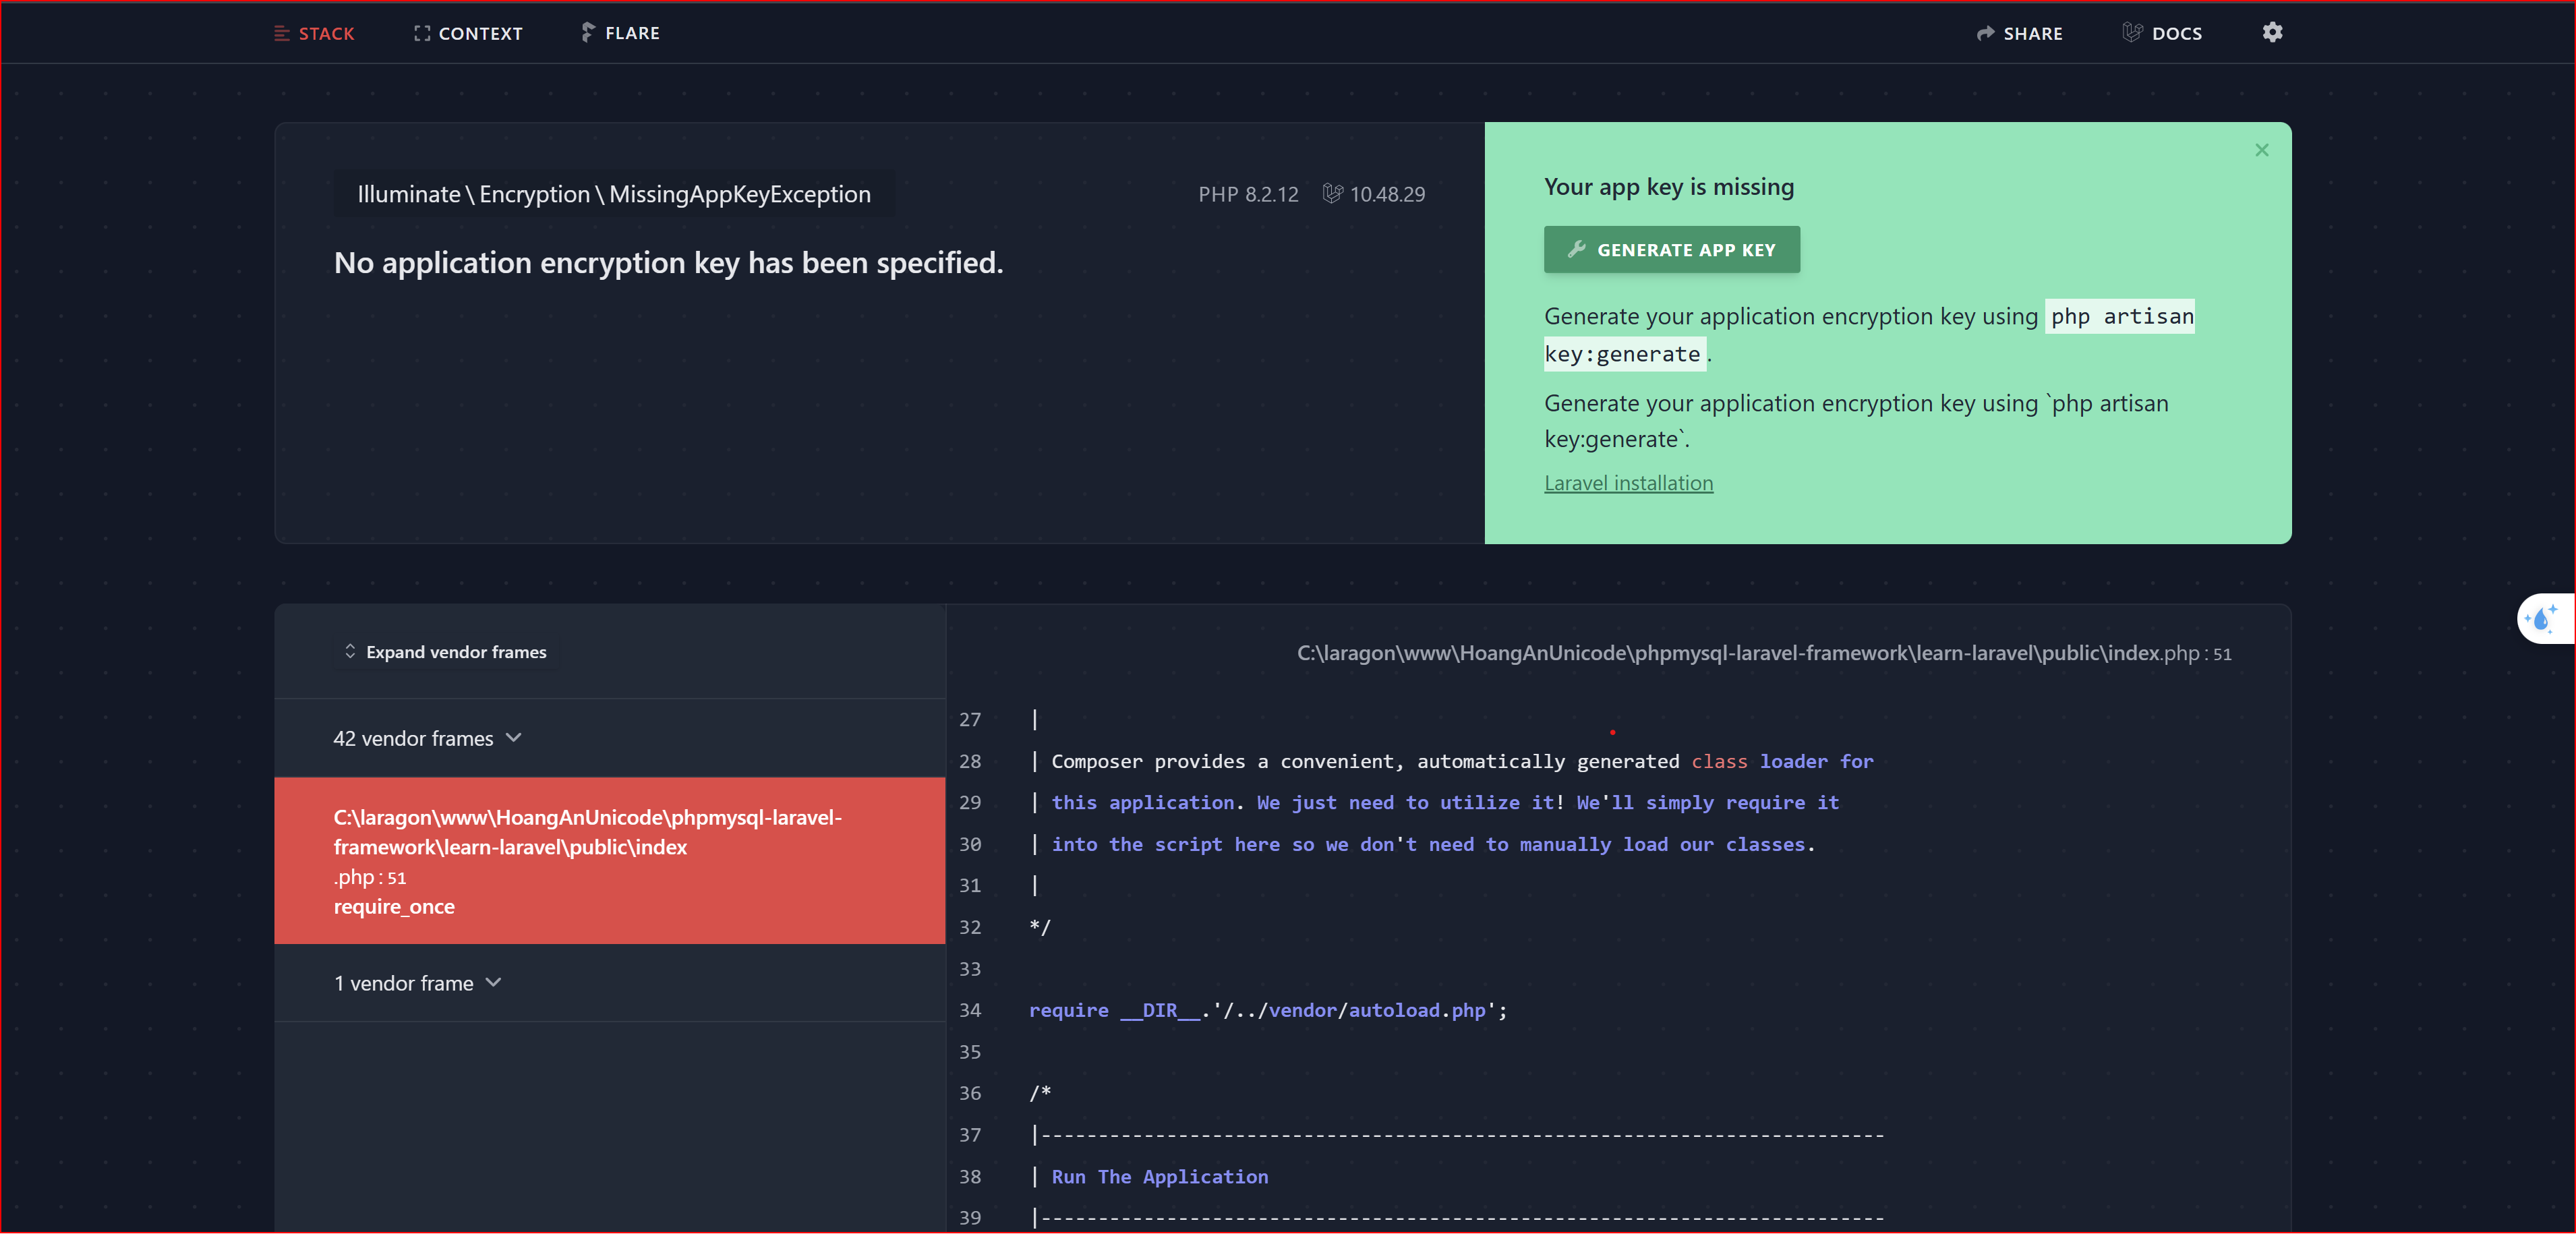 STACK CONTEXT FLARE SHARE DOCS
Illuminate\Encryption\MissingAppKeyException
PHP 8.2.12 10.48.29
No application encryption key has been specified.
Your app key is missing
GENERATE APP KEY
Generate your application encryption key using php artisan
key:generate.
Generate your application encryption key using `php artisan
key:generate`.
Laravel installation
Expand vendor frames
42 vendor frames
C:\laragon\www\HoangAnUnicode\phpmysql-laravel-
framework\learn-laravel\public\index
.php:51
require_once
1 vendor frame
C:\laragon\www\HoangAnUnicode\phpmysql-laravel-framework\learn-laravel\public\index.php:51
27 |
28 | Composer provides a convenient, automatically generated class loader for
29 | this application. We just need to utilize it! We'll simply require it
30 | into the script here so we don't need to manually load our classes.
31 |
32 */
33
34 require __DIR__.'/../vendor/autoload.php';
35
36 /*
37 |--------------------------------------------------------------------------
38 | Run The Application
39 |--------------------------------------------------------------------------